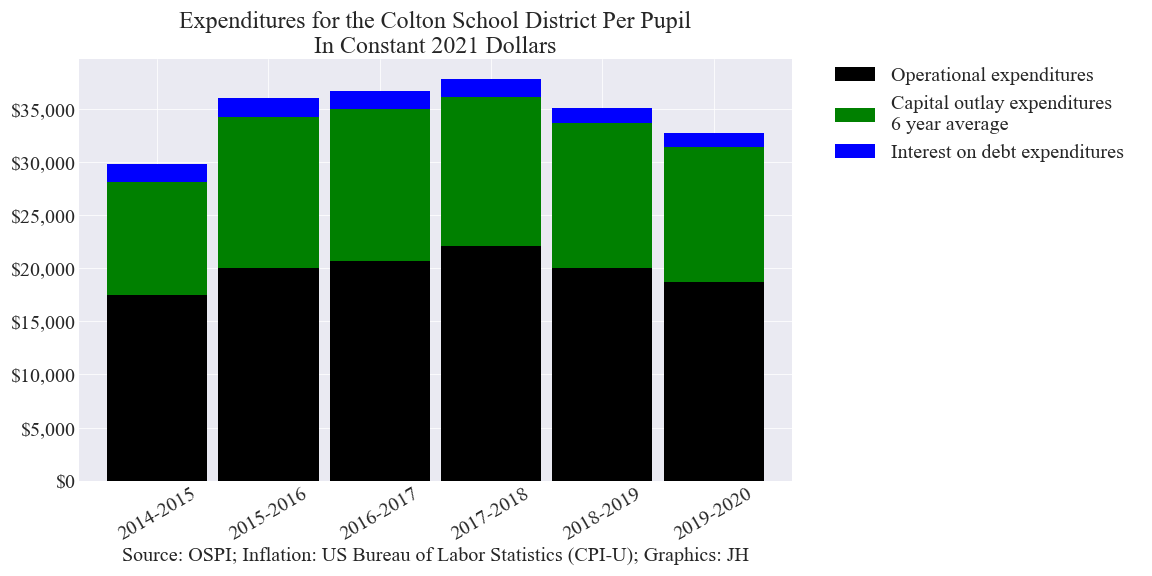 Expenditures for the Colton School District Per Pupil
In Constant 2021 Dollars
Operational expenditures
Capital outlay expenditures
6 year average
Interest on debt expenditures
$35,000
$30,000
$25,000
$20,000
$15,000
$10,000
$5,000
$0
2014-2015
2015-2016
2016-2017
2017-2018
2018-2019
2019-2020
Source: OSPI; Inflation: US Bureau of Labor Statistics (CPI-U); Graphics: JH